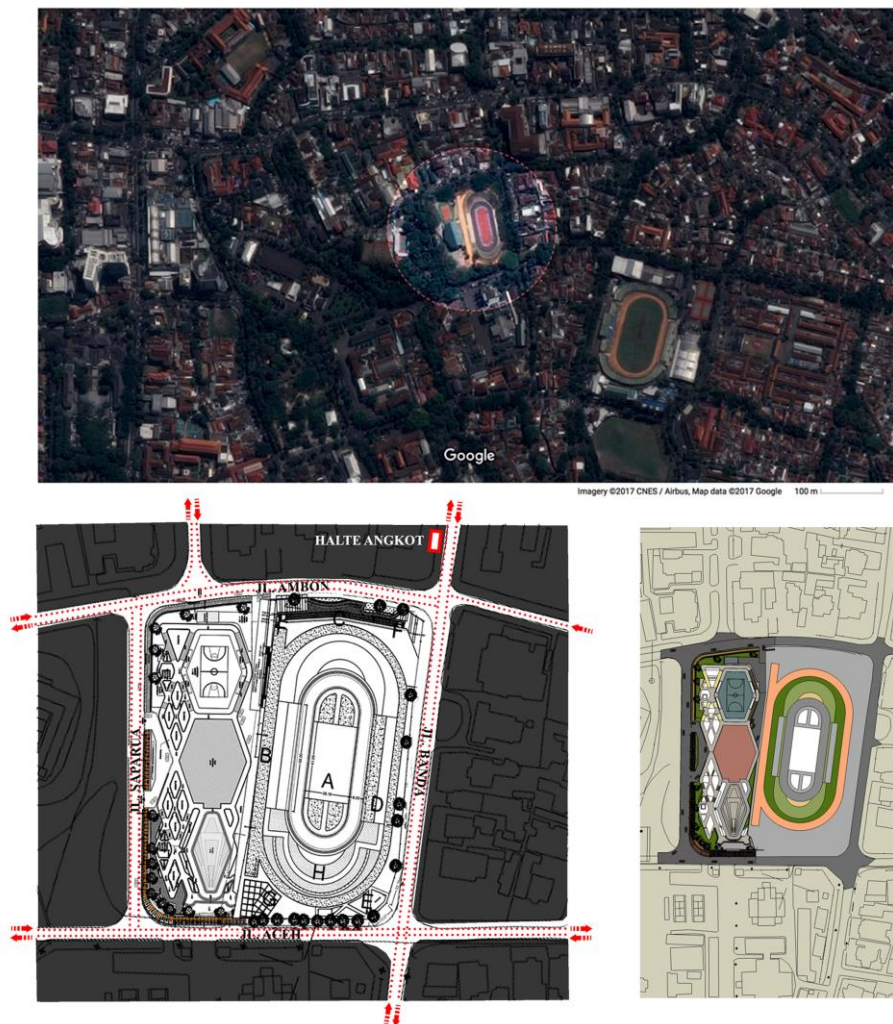 Google
Imagery ©2017 CNES / Airbus, Map data ©2017 Google 100 m
HALTE ANGKOT
JL. AMBON
C
F
JL. SAPARUA
B
A
JL. BANDA
D
H
G
JL. ACEH